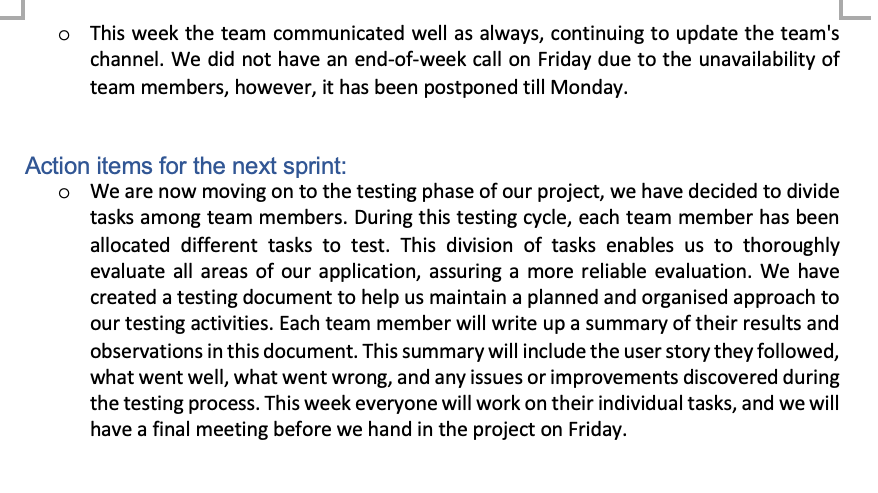 o This week the team communicated well as always, continuing to update the team's
channel. We did not have an end-of-week call on Friday due to the unavailability of
team members, however, it has been postponed till Monday.
Action items for the next sprint:
o We are now moving on to the testing phase of our project, we have decided to divide
tasks among team members. During this testing cycle, each team member has been
allocated different tasks to test. This division of tasks enables us to thoroughly
evaluate all areas of our application, assuring a more reliable evaluation. We have
created a testing document to help us maintain a planned and organised approach to
our testing activities. Each team member will write up a summary of their results and
observations in this document. This summary will include the user story they followed,
what went well, what went wrong, and any issues or improvements discovered during
the testing process. This week everyone will work on their individual tasks, and we will
have a final meeting before we hand in the project on Friday.